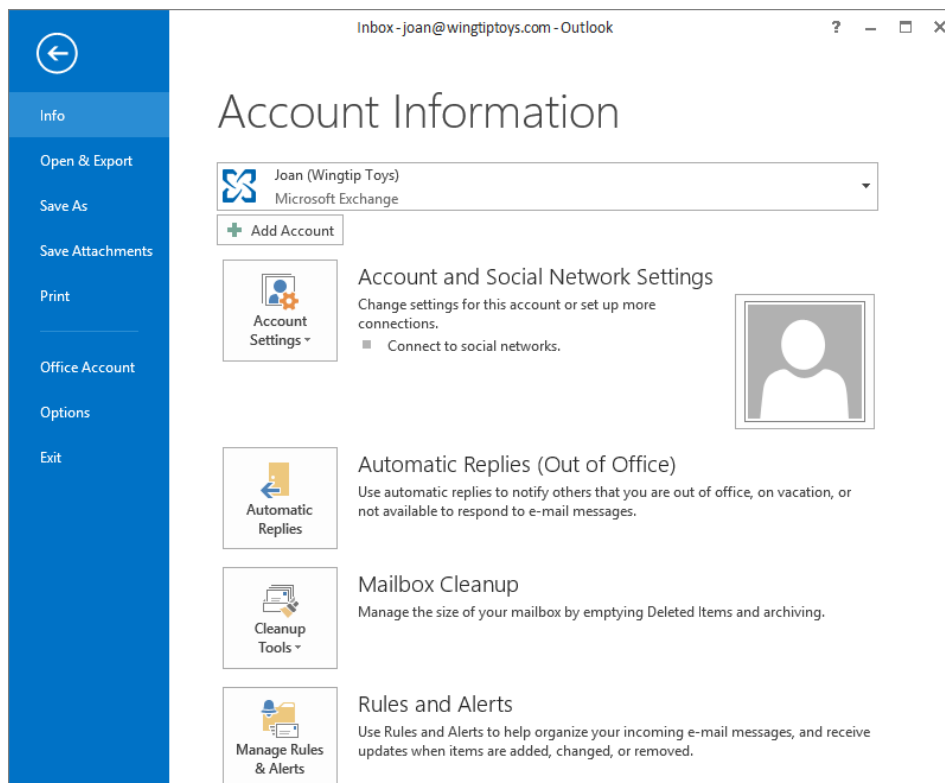 Inbox - joan@wingtiptoys.com - Outlook
?
Info
Open & Export
Save As
Save Attachments
Print
Office Account
Options
Exit
Account Information
Joan (Wingtip Toys)
Microsoft Exchange
Add Account
Account
Settings
Account and Social Network Settings
Change settings for this account or set up more
connections.
Connect to social networks.
Automatic
Replies
Automatic Replies (Out of Office)
Use automatic replies to notify others that you are out of office, on vacation, or
not available to respond to e-mail messages.
Cleanup
Tools
Mailbox Cleanup
Manage the size of your mailbox by emptying Deleted Items and archiving.
Manage Rules
& Alerts
Rules and Alerts
Use Rules and Alerts to help organize your incoming e-mail messages, and receive
updates when items are added, changed, or removed.